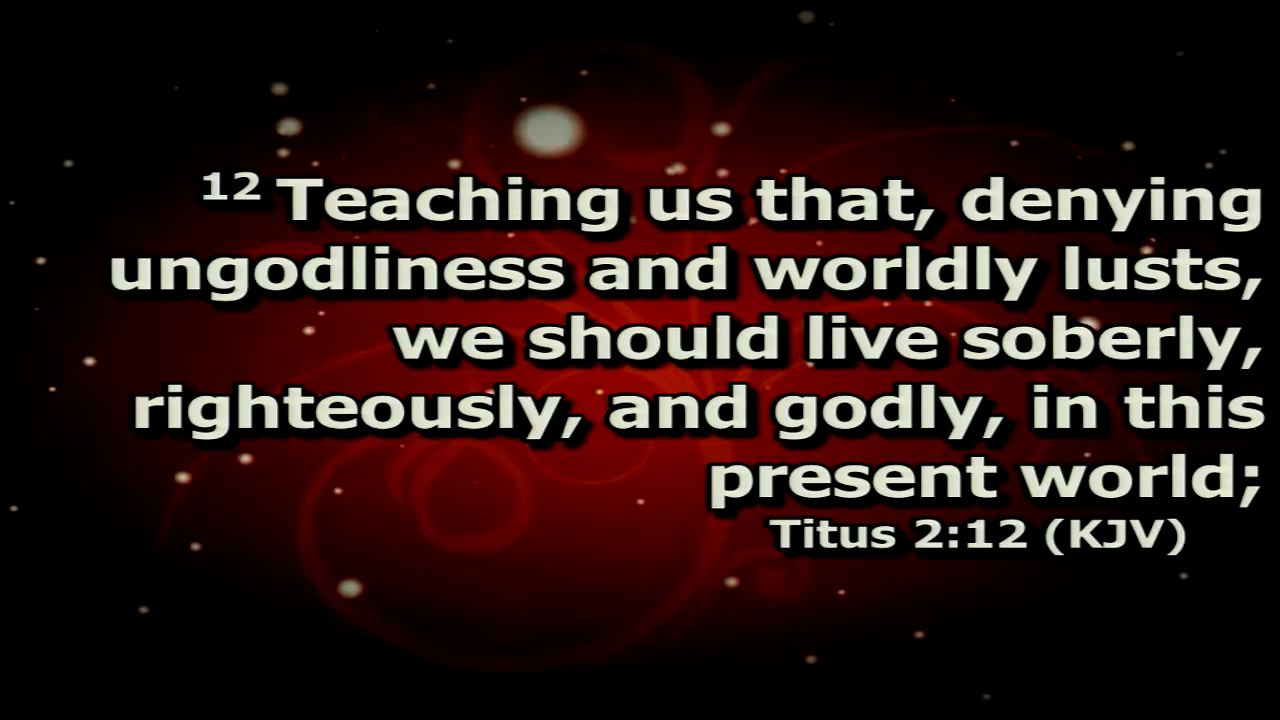 12 Teaching us that, denying
ungodliness and worldly lusts,
we should live soberly,
righteously, and godly, in this
present world;
Titus 2:12 (KJV)